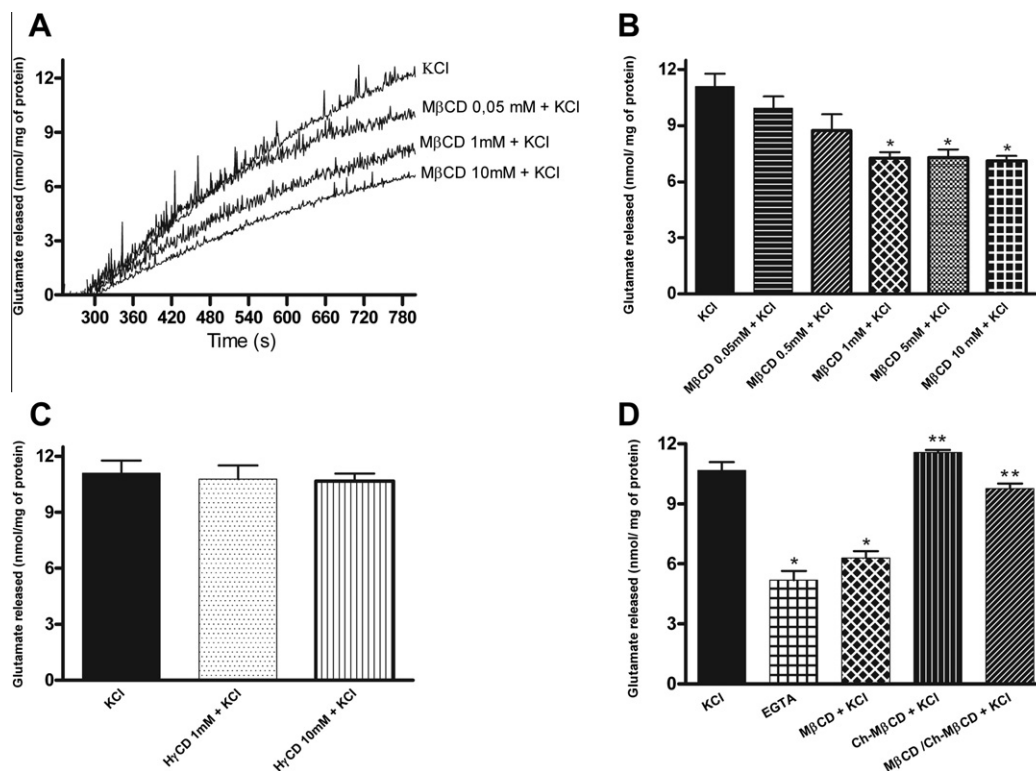 A
Glutamate released (nmol/ mg of protein)
12
9
6
3
0
300 360 420 480 540 600 660 720 780
Time (s)
KCl
MβCD 0,05 mM + KCl
MβCD 1mM + KCl
MβCD 10mM + KCl
B
Glutamate released (nmol/ mg of protein)
12
9
6
3
0
* * *
KCl
MβCD 0.05mM + KCl
MβCD 0.5mM + KCl
MβCD 1mM + KCl
MβCD 5mM + KCl
MβCD 10 mM + KCl
C
Glutamate released (nmol/mg of protein)
12
9
6
3
0
KCl
HγCD 1mM + KCl
HγCD 10mM + KCl
D
Glutamate released (nmol/ mg of protein)
12
9
6
3
0
* * ** **
KCl
EGTA
MβCD + KCl
Ch-MβCD + KCl
MβCD /Ch-MβCD + KCl